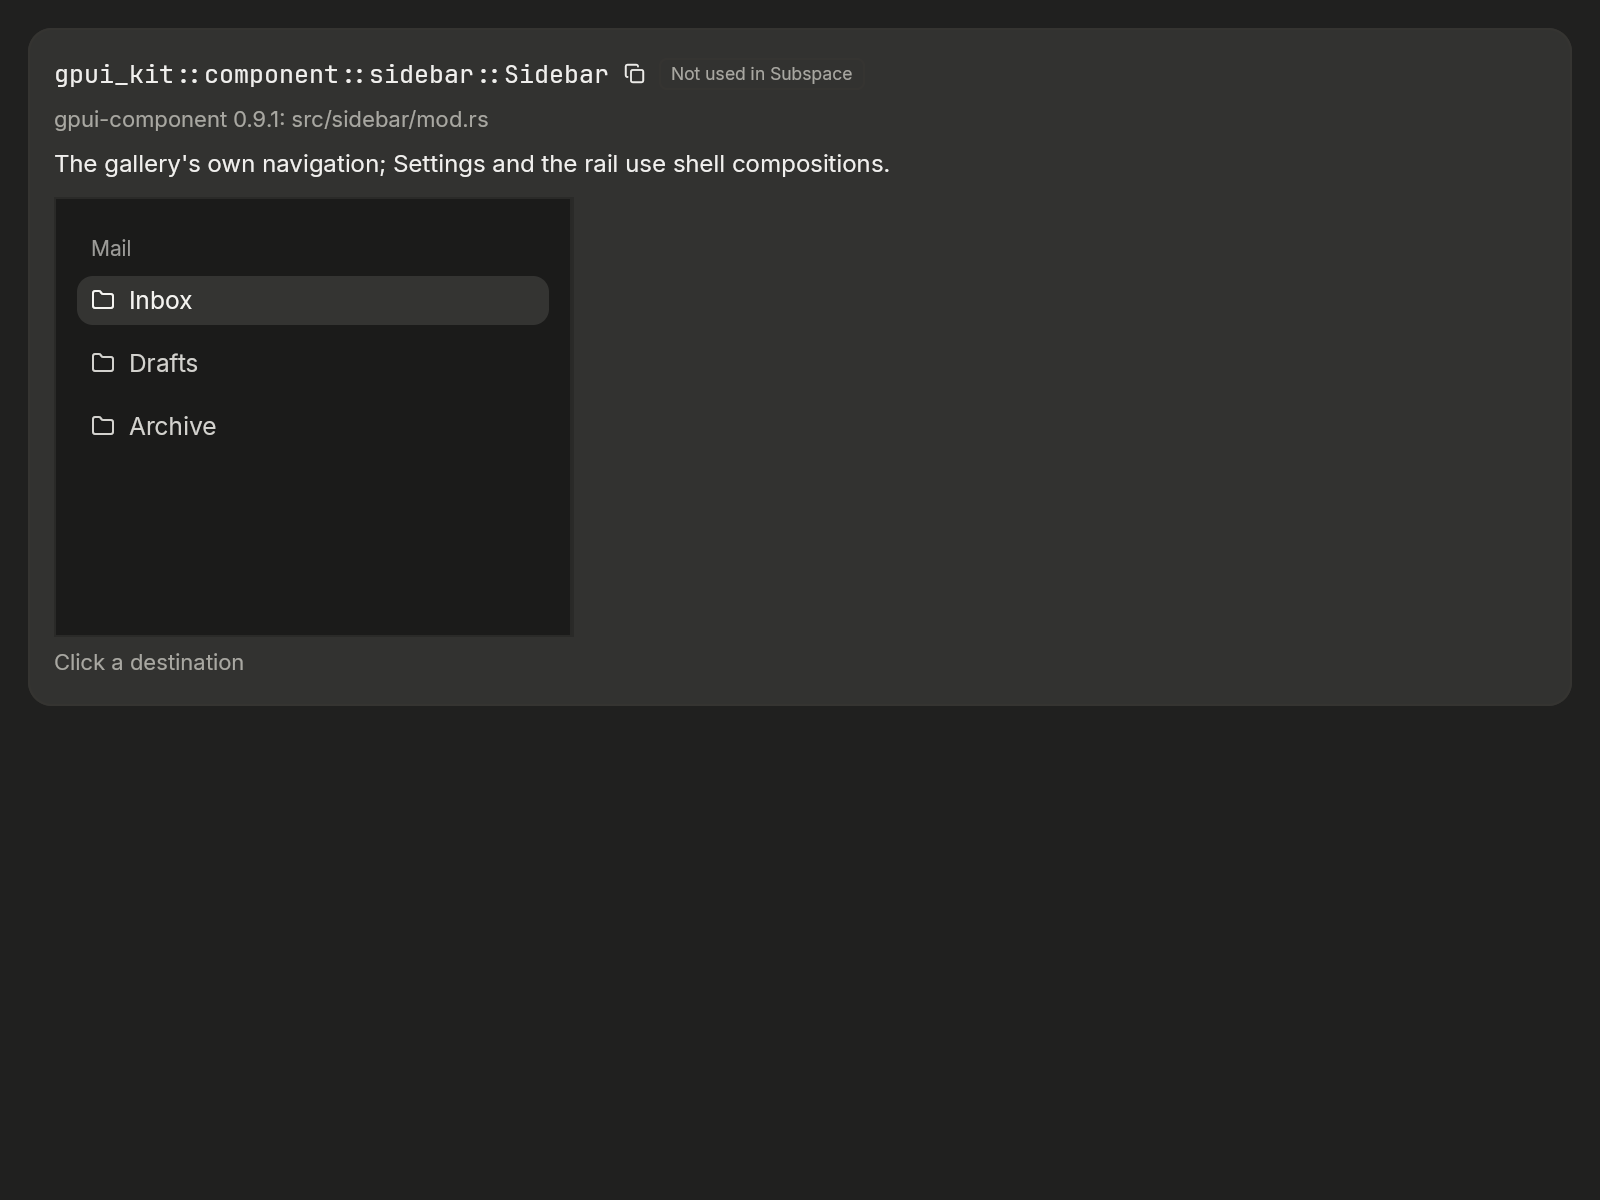 gpui_kit::component::sidebar::Sidebar Not used in Subspace
gpui-component 0.9.1: src/sidebar/mod.rs
The gallery's own navigation; Settings and the rail use shell compositions.
Mail
Inbox
Drafts
Archive
Click a destination